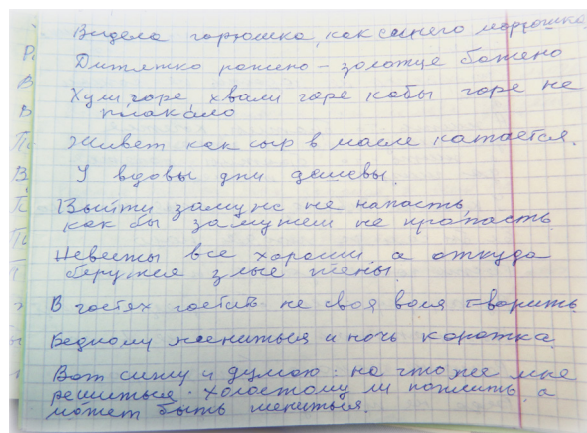 Видела горюшка, как синего морюшка
Дитятко рожено - золотце божено
Хули горе хвали горе кабы горе не
плакало
Живет как сыр в масле катается.
У вдовы дни дешевы.
Выйти замуж не напасть
как бы замужем не пропасть
Невесты все хороши, а откуда
берутся злые жены.
В гостях гостить не своя воля творить
Бедному жениться и ночь коротка
Вот сижу и думаю: на что же мне
решиться. Холостому ли пожить, а
может быть жениться.